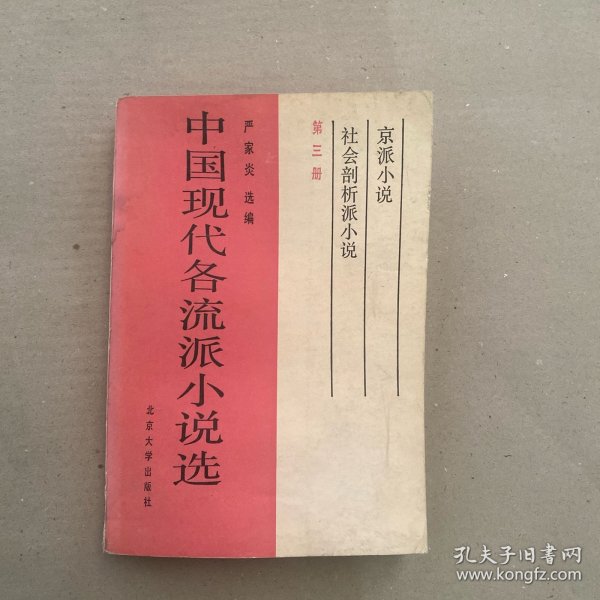 京派小说
社会剖析派小说
第三册
严家炎 选编
中国现代各流派小说选
北京大学出版社
孔夫子旧书网
www.kongfz.com